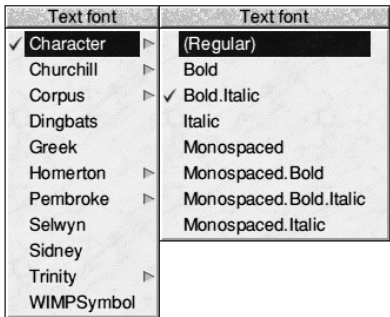 Text font
Character
Churchill
Corpus
Dingbats
Greek
Homerton
Pembroke
Selwyn
Sidney
Trinity
WIMPSymbol
Text font
(Regular)
Bold
Bold.Italic
Italic
Monospaced
Monospaced.Bold
Monospaced.Bold.Italic
Monospaced.Italic